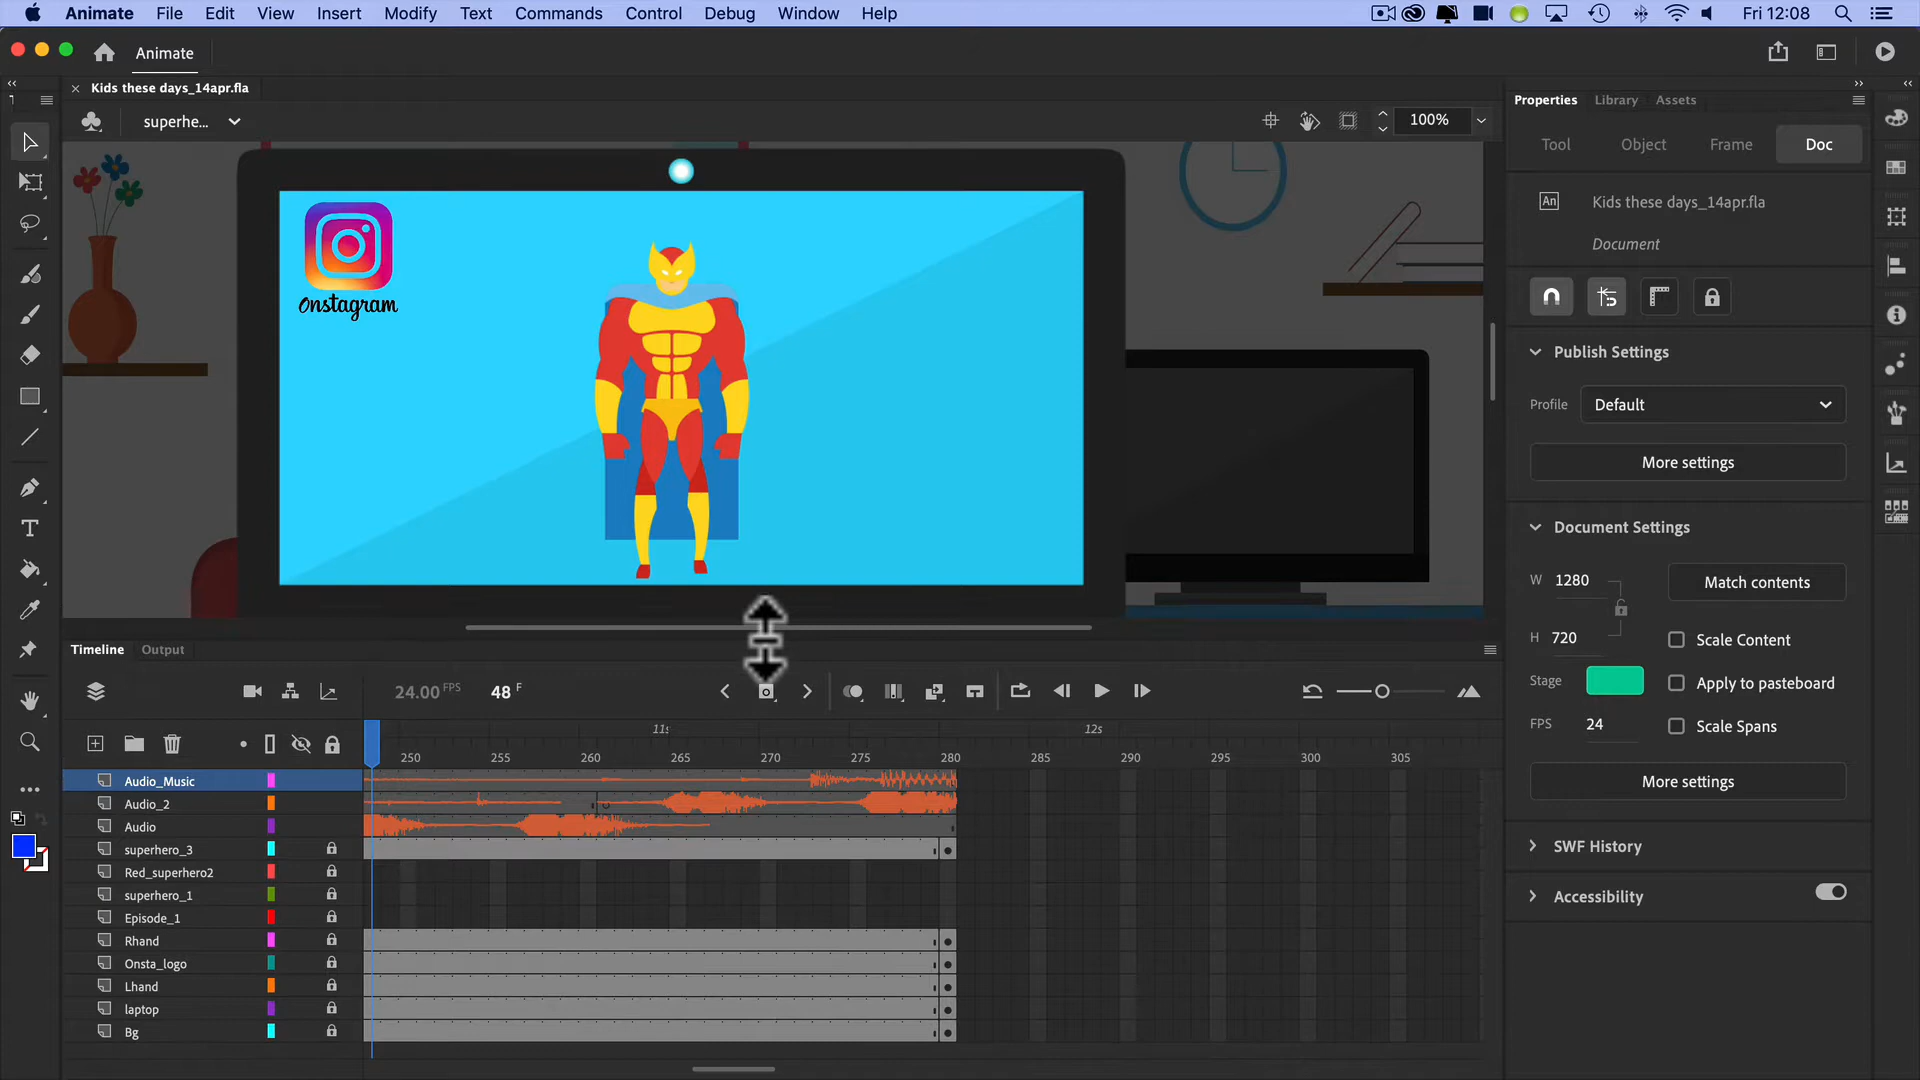 Animate File Edit View Insert Modify Text Commands Control Debug Window Help Fri 12:08
Animate
Kids these days_14apr.fla
superhe... 100%
Onstagram
Properties Library Assets
Tool Object Frame Doc
An Kids these days_14apr.fla
Document
Publish Settings
Profile Default
More settings
Document Settings
W 1280 Match contents
H 720 Scale Content
Stage Apply to pasteboard
FPS 24 Scale Spans
More settings
SWF History
Accessibility
Timeline Output
24.00 FPS 48 F
11s 12s
250 255 260 265 270 275 280 285 290 295 300 305
Audio_Music
Audio_2
Audio
superhero_3
Red_superhero2
superhero_1
Episode_1
Rhand
Onsta_logo
Lhand
laptop
Bg